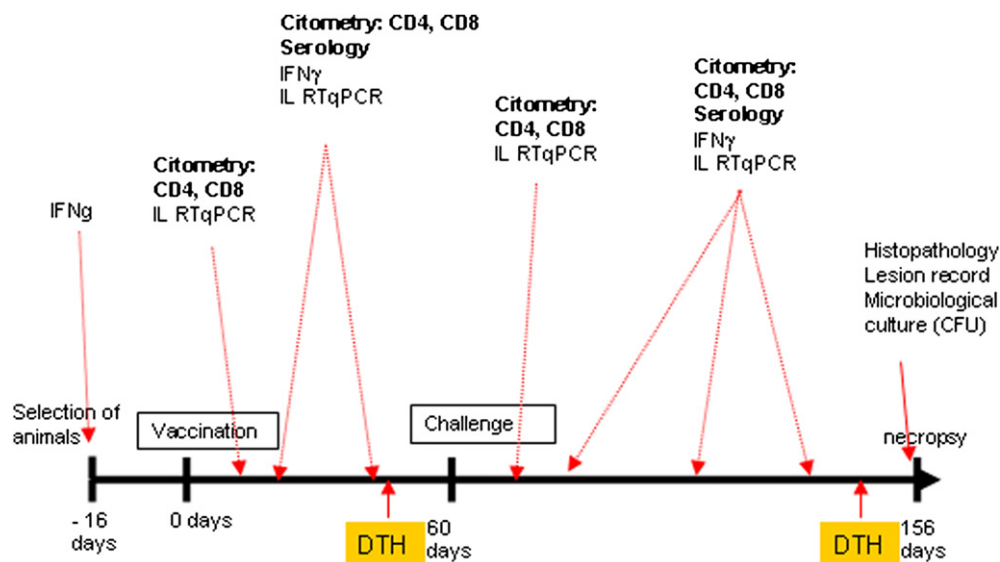 Citometry: CD4, CD8
Serology
IFNγ
IL RTqPCR
Citometry:
CD4, CD8
Serology
IFNγ
IL RTqPCR
Citometry:
CD4, CD8
IL RTqPCR
Citometry:
CD4, CD8
IL RTqPCR
IFNg
Histopathology
Lesion record
Microbiological
culture (CFU)
Selection of
animals
Vaccination
Challenge
necropsy
- 16
days
0 days
DTH
60
days
DTH
156
days